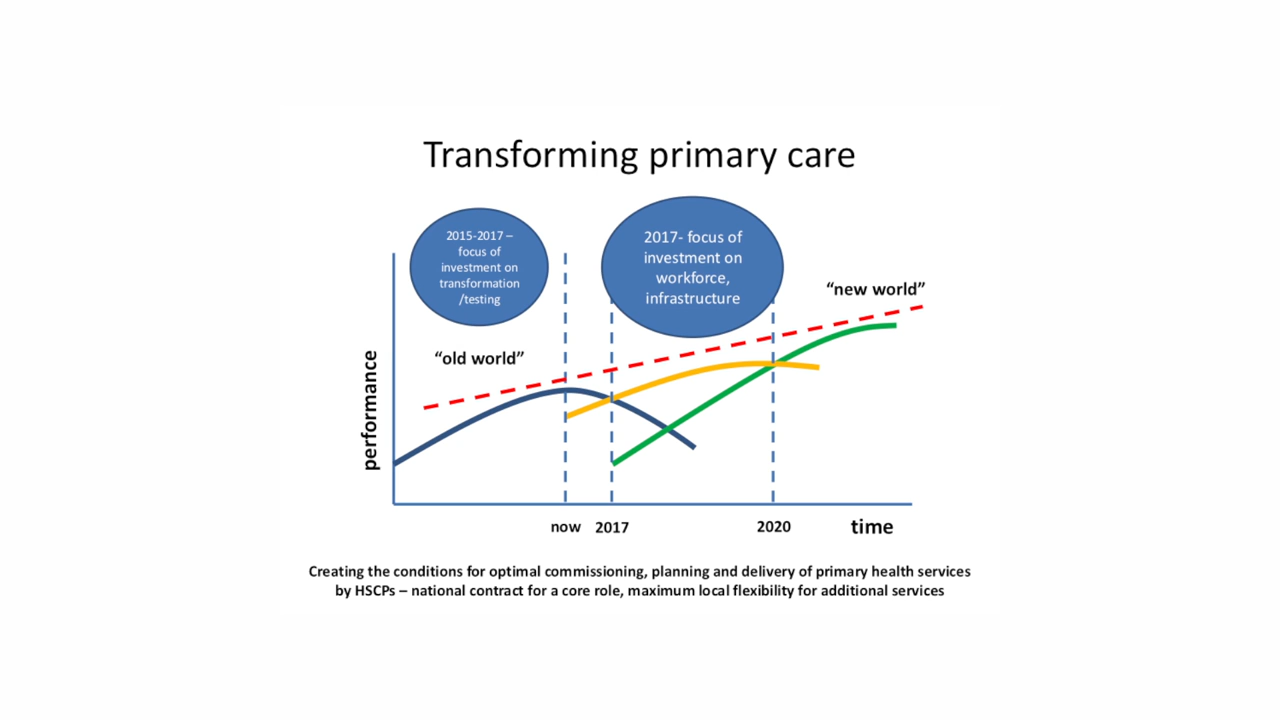 Transforming primary care
2015-2017 –
focus of
investment on
transformation
/testing
2017- focus of
investment on
workforce,
infrastructure
“new world”
“old world”
performance
now
2017
2020
time
Creating the conditions for optimal commissioning, planning and delivery of primary health services
by HSCPs – national contract for a core role, maximum local flexibility for additional services